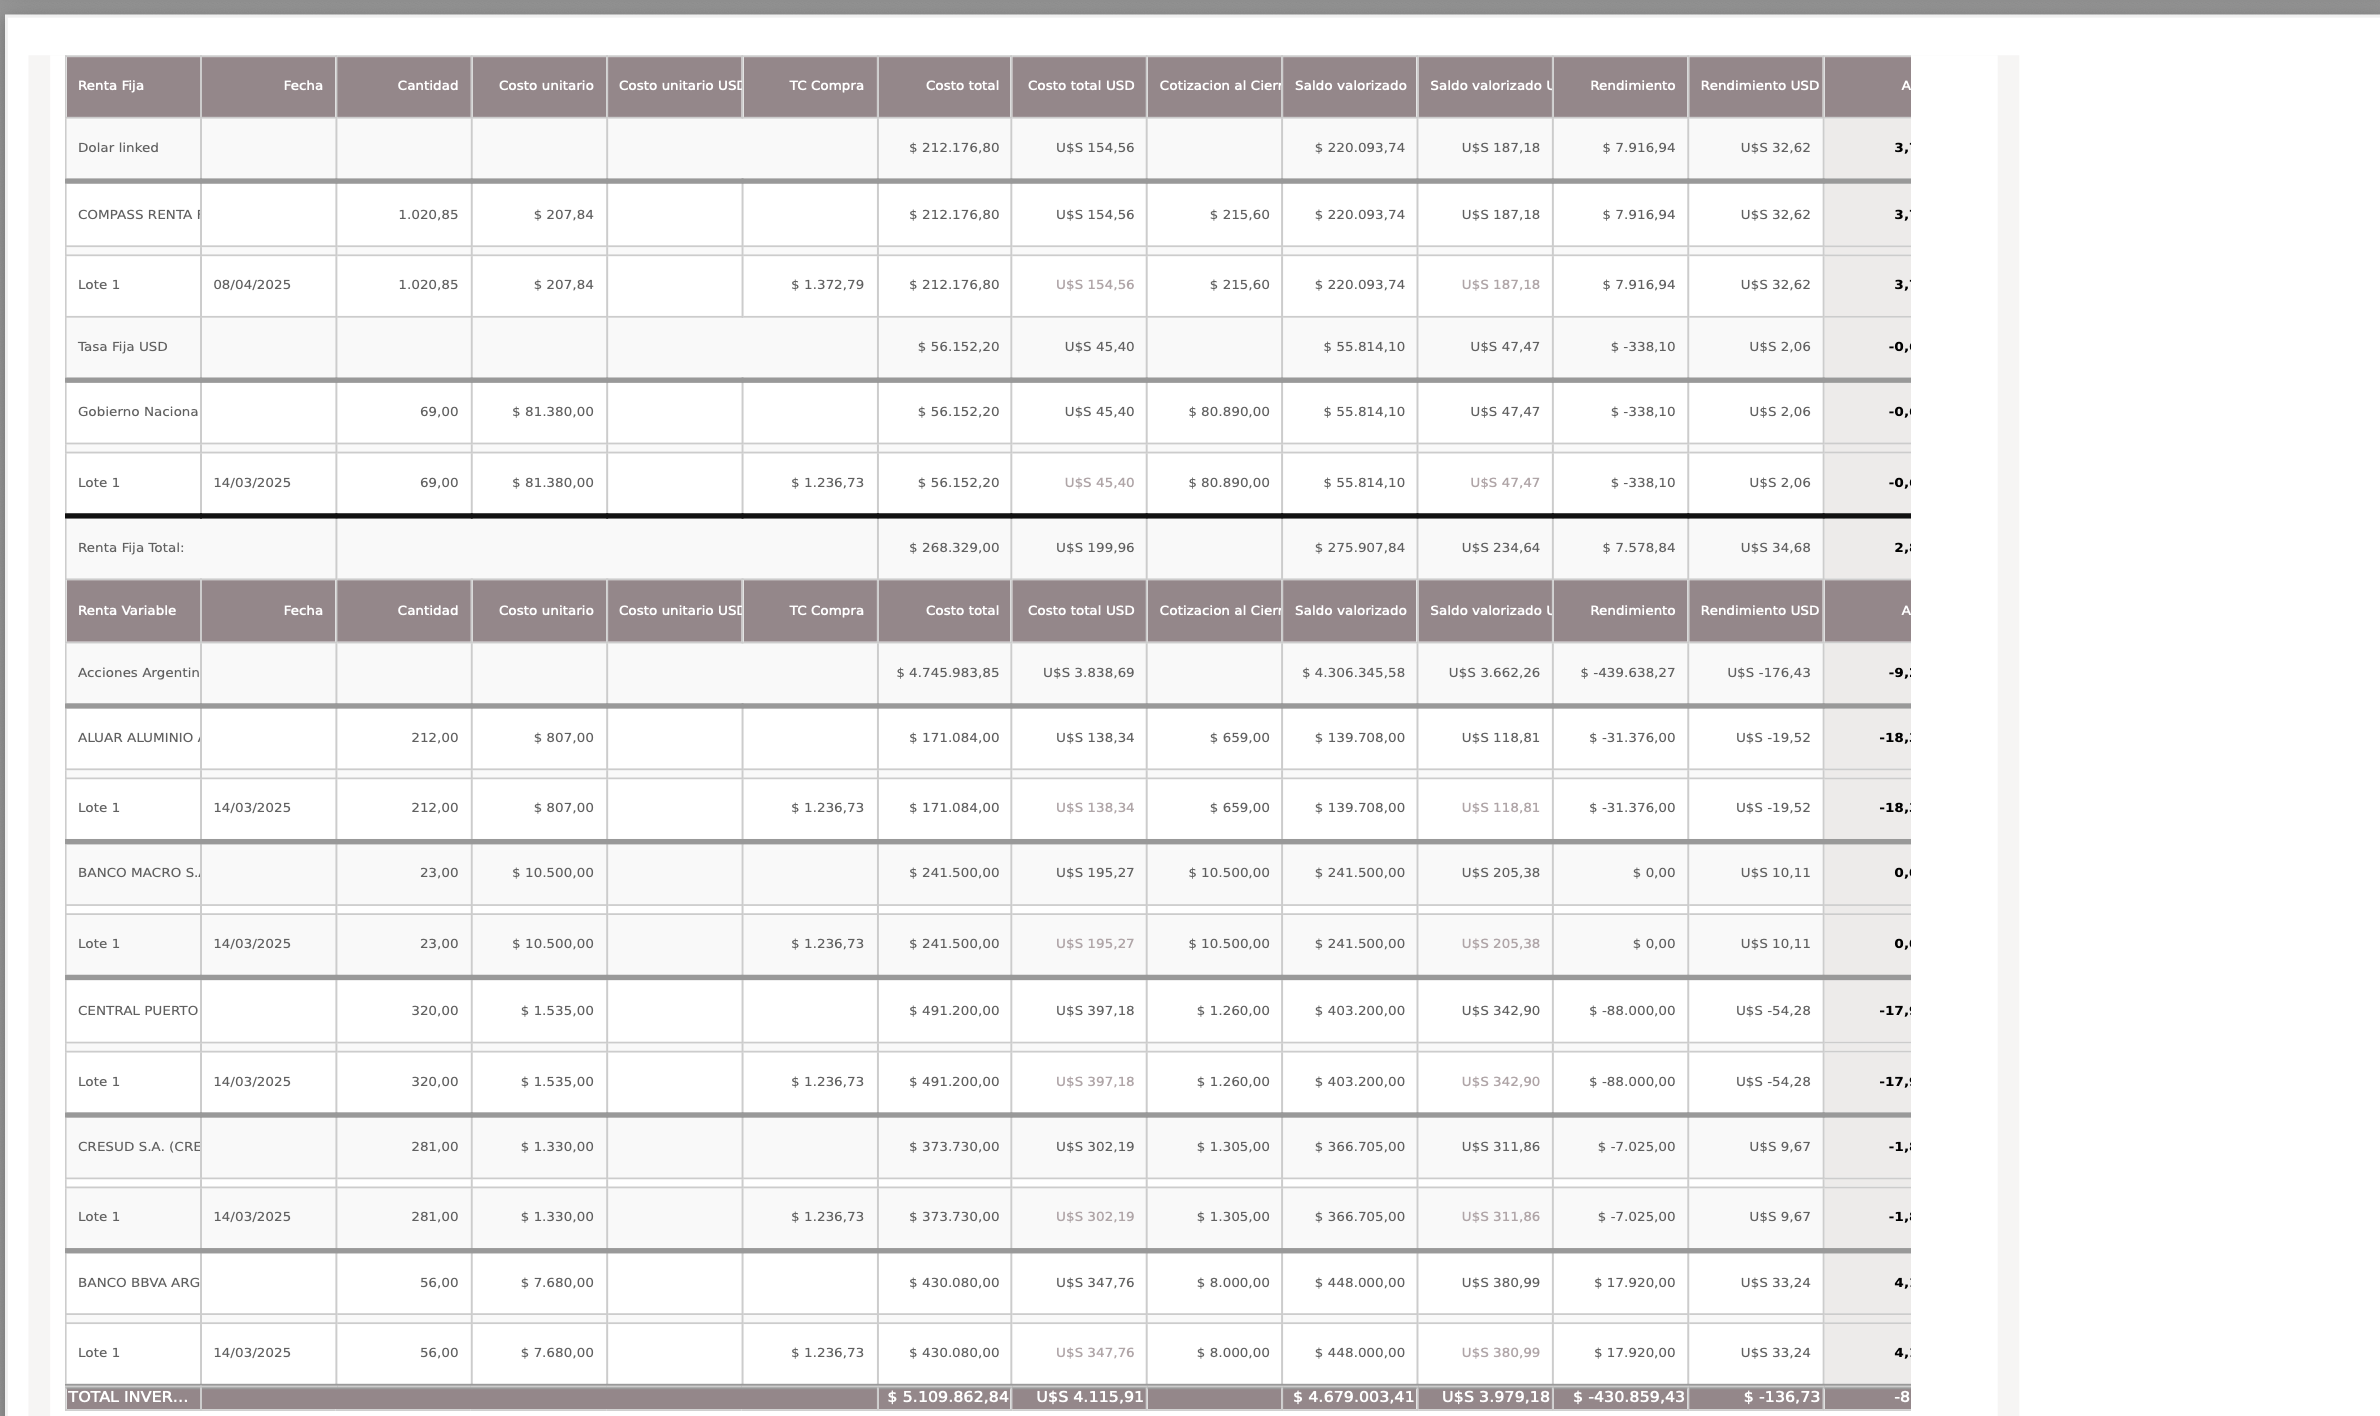 Renta Fija Fecha Cantidad Costo unitario Costo unitario USD TC Compra Costo total Costo total USD Cotizacion al Cierr Saldo valorizado Saldo valorizado U Rendimiento Rendimiento USD A
Dolar linked $ 212.176,80 U$S 154,56 $ 220.093,74 U$S 187,18 $ 7.916,94 U$S 32,62 3,
COMPASS RENTA F 1.020,85 $ 207,84 $ 212.176,80 U$S 154,56 $ 215,60 $ 220.093,74 U$S 187,18 $ 7.916,94 U$S 32,62 3,
Lote 1 08/04/2025 1.020,85 $ 207,84 $ 1.372,79 $ 212.176,80 U$S 154,56 $ 215,60 $ 220.093,74 U$S 187,18 $ 7.916,94 U$S 32,62 3,
Tasa Fija USD $ 56.152,20 U$S 45,40 $ 55.814,10 U$S 47,47 $ -338,10 U$S 2,06 -0,
Gobierno Naciona 69,00 $ 81.380,00 $ 56.152,20 U$S 45,40 $ 80.890,00 $ 55.814,10 U$S 47,47 $ -338,10 U$S 2,06 -0,
Lote 1 14/03/2025 69,00 $ 81.380,00 $ 1.236,73 $ 56.152,20 U$S 45,40 $ 80.890,00 $ 55.814,10 U$S 47,47 $ -338,10 U$S 2,06 -0,
Renta Fija Total: $ 268.329,00 U$S 199,96 $ 275.907,84 U$S 234,64 $ 7.578,84 U$S 34,68 2,
Renta Variable Fecha Cantidad Costo unitario Costo unitario USD TC Compra Costo total Costo total USD Cotizacion al Cierr Saldo valorizado Saldo valorizado U Rendimiento Rendimiento USD A
Acciones Argentin $ 4.745.983,85 U$S 3.838,69 $ 4.306.345,58 U$S 3.662,26 $ -439.638,27 U$S -176,43 -9,
ALUAR ALUMINIO 212,00 $ 807,00 $ 171.084,00 U$S 138,34 $ 659,00 $ 139.708,00 U$S 118,81 $ -31.376,00 U$S -19,52 -18,
Lote 1 14/03/2025 212,00 $ 807,00 $ 1.236,73 $ 171.084,00 U$S 138,34 $ 659,00 $ 139.708,00 U$S 118,81 $ -31.376,00 U$S -19,52 -18,
BANCO MACRO S. 23,00 $ 10.500,00 $ 241.500,00 U$S 195,27 $ 10.500,00 $ 241.500,00 U$S 205,38 $ 0,00 U$S 10,11 0,
Lote 1 14/03/2025 23,00 $ 10.500,00 $ 1.236,73 $ 241.500,00 U$S 195,27 $ 10.500,00 $ 241.500,00 U$S 205,38 $ 0,00 U$S 10,11 0,
CENTRAL PUERTO 320,00 $ 1.535,00 $ 491.200,00 U$S 397,18 $ 1.260,00 $ 403.200,00 U$S 342,90 $ -88.000,00 U$S -54,28 -17,
Lote 1 14/03/2025 320,00 $ 1.535,00 $ 1.236,73 $ 491.200,00 U$S 397,18 $ 1.260,00 $ 403.200,00 U$S 342,90 $ -88.000,00 U$S -54,28 -17,
CRESUD S.A. (CRE 281,00 $ 1.330,00 $ 373.730,00 U$S 302,19 $ 1.305,00 $ 366.705,00 U$S 311,86 $ -7.025,00 U$S 9,67 -1,
Lote 1 14/03/2025 281,00 $ 1.330,00 $ 1.236,73 $ 373.730,00 U$S 302,19 $ 1.305,00 $ 366.705,00 U$S 311,86 $ -7.025,00 U$S 9,67 -1,
BANCO BBVA ARG 56,00 $ 7.680,00 $ 430.080,00 U$S 347,76 $ 8.000,00 $ 448.000,00 U$S 380,99 $ 17.920,00 U$S 33,24 4,
Lote 1 14/03/2025 56,00 $ 7.680,00 $ 1.236,73 $ 430.080,00 U$S 347,76 $ 8.000,00 $ 448.000,00 U$S 380,99 $ 17.920,00 U$S 33,24 4,
TOTAL INVER... $ 5.109.862,84 U$S 4.115,91 $ 4.679.003,41 U$S 3.979,18 $ -430.859,43 $ -136,73 -8